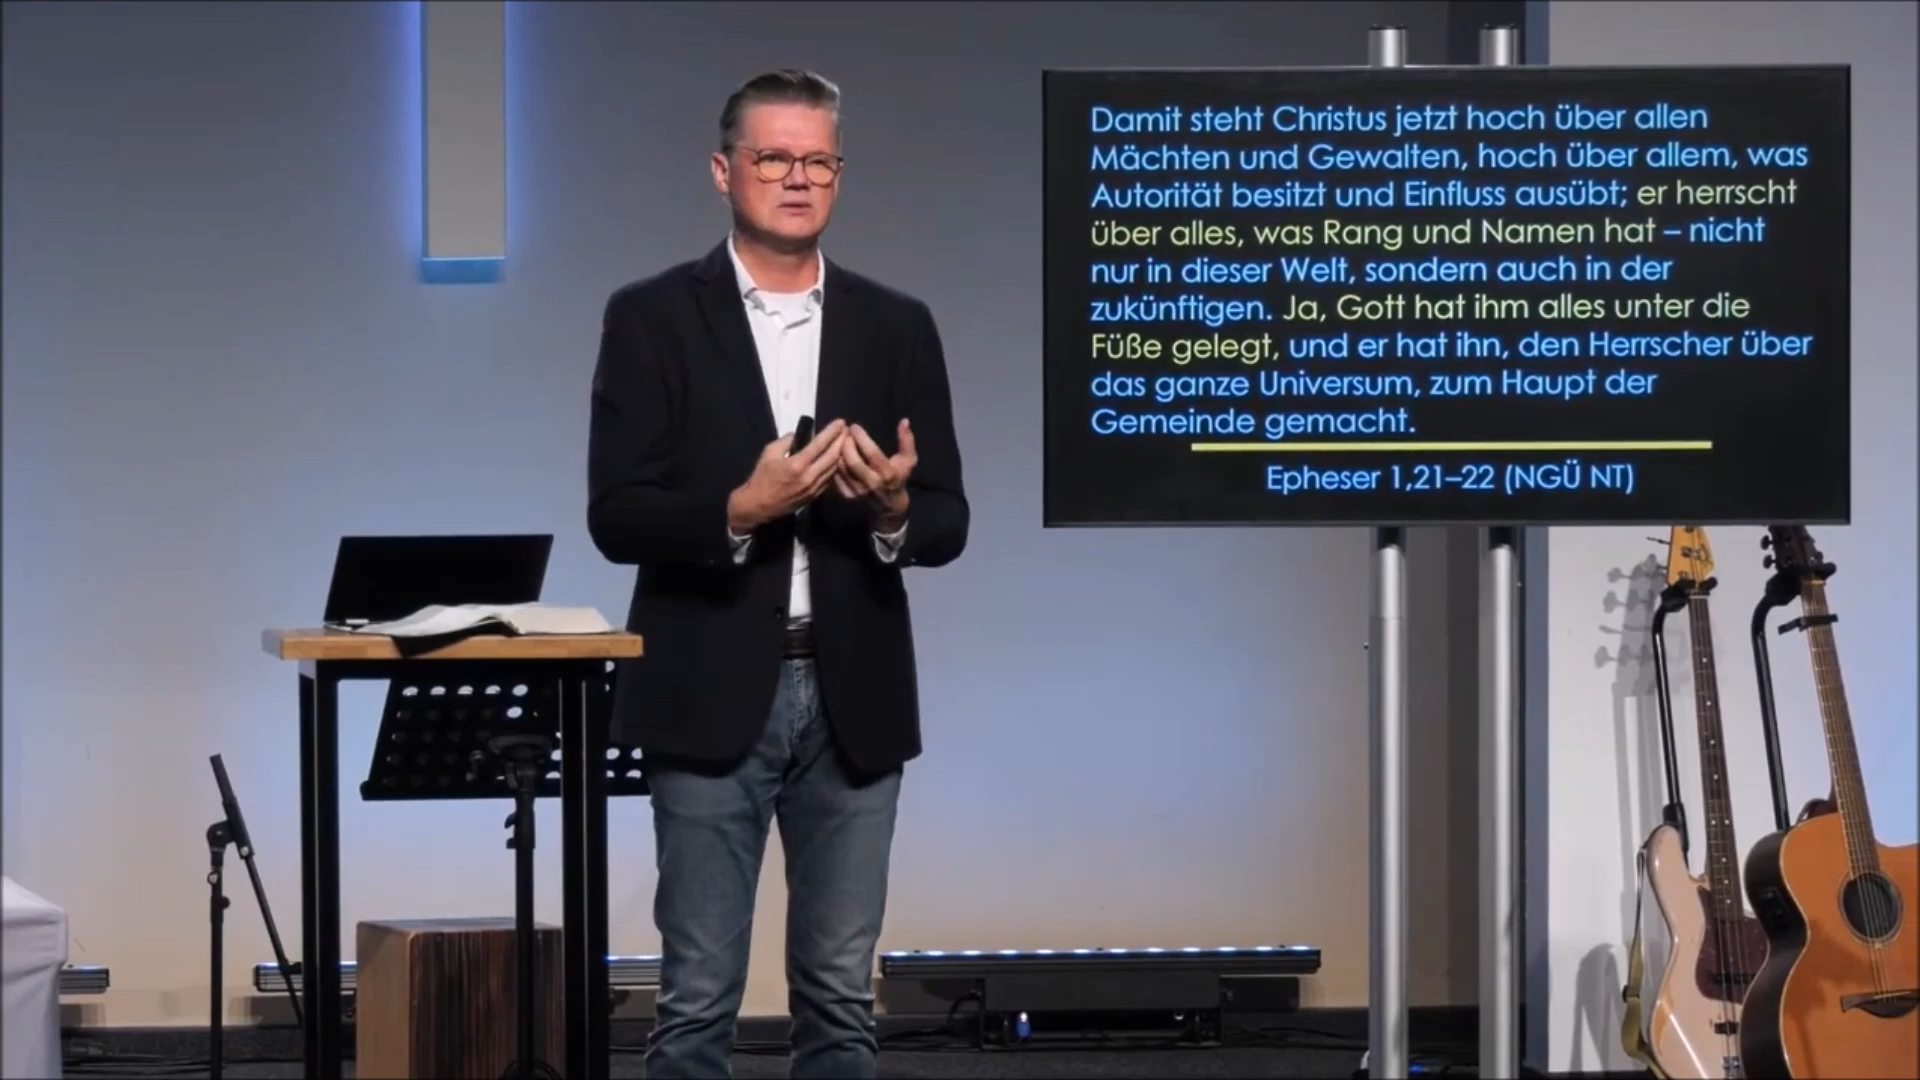 Damit steht Christus jetzt hoch über allen
Mächten und Gewalten, hoch über allem, was
Autorität besitzt und Einfluss ausübt; er herrscht
über alles, was Rang und Namen hat – nicht
nur in dieser Welt, sondern auch in der
zukünftigen. Ja, Gott hat ihm alles unter die
Füße gelegt, und er hat ihn, den Herrscher über
das ganze Universum, zum Haupt der
Gemeinde gemacht.
Epheser 1,21–22 (NGÜ NT)